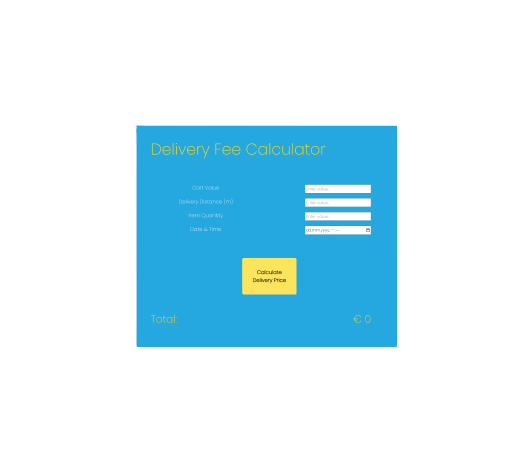 Delivery Fee Calculator
Cart Value
Enter value...
Delivery Distance (m)
Enter value...
Item Quantity
Enter value...
Date & Time
dd.mm.yyyy, --:--
Calculate
Delivery Price
Total:
€ 0